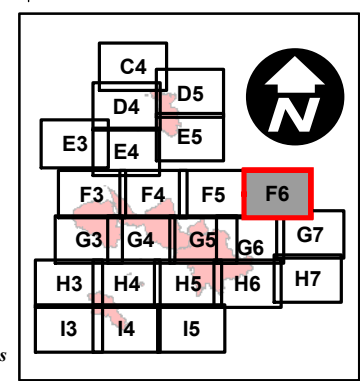 C4
D4 D5
N
E3 E4 E5
F3 F4 F5 F6
G3 G4 G5 G6 G7
H3 H4 H5 H6 H7
I3 I4 I5
s